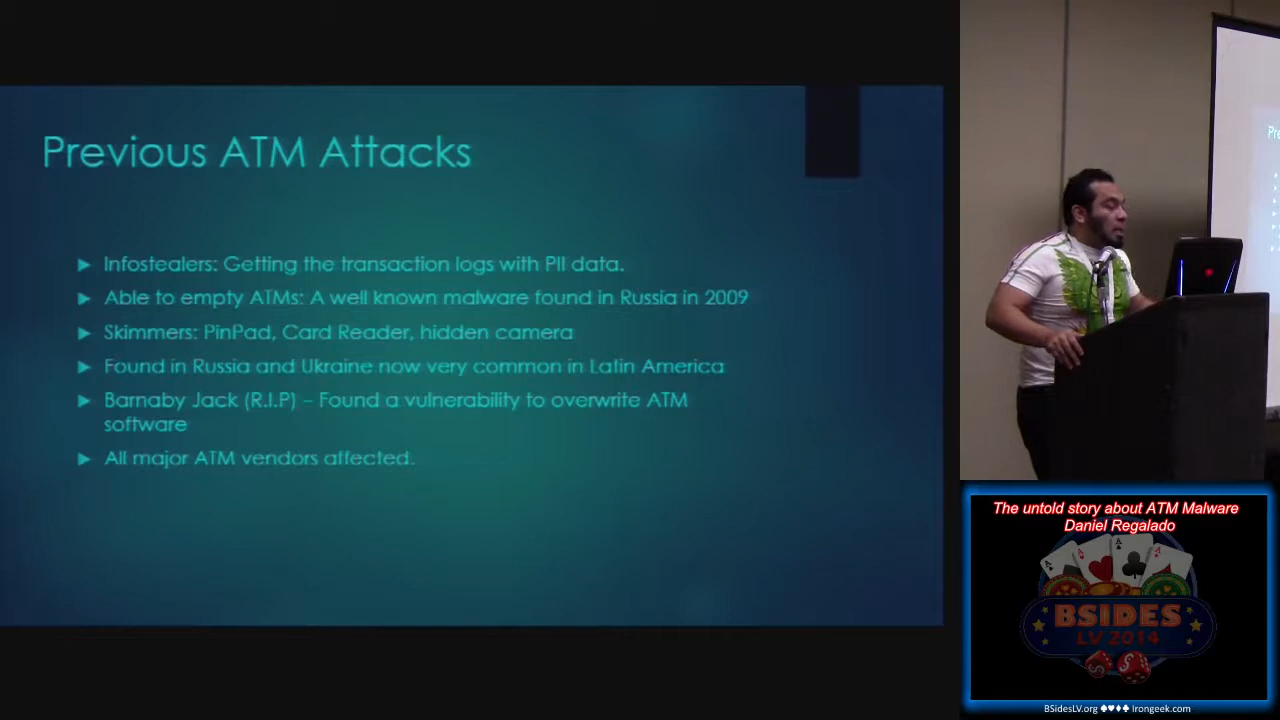 Previous ATM Attacks
Infostealers: Getting the transaction logs with PII data.
Able to empty ATMs: A well known malware found in Russia in 2009
Skimmers: PinPad, Card Reader, hidden camera
Found in Russia and Ukraine now very common in Latin America
Barnaby Jack (R.I.P) – Found a vulnerability to overwrite ATM
software
All major ATM vendors affected.
Pre
The untold story about ATM Malware
Daniel Regalado
BSIDES
LV 2014
BSidesLV.org ♠♥♦♣ Irongeek.com